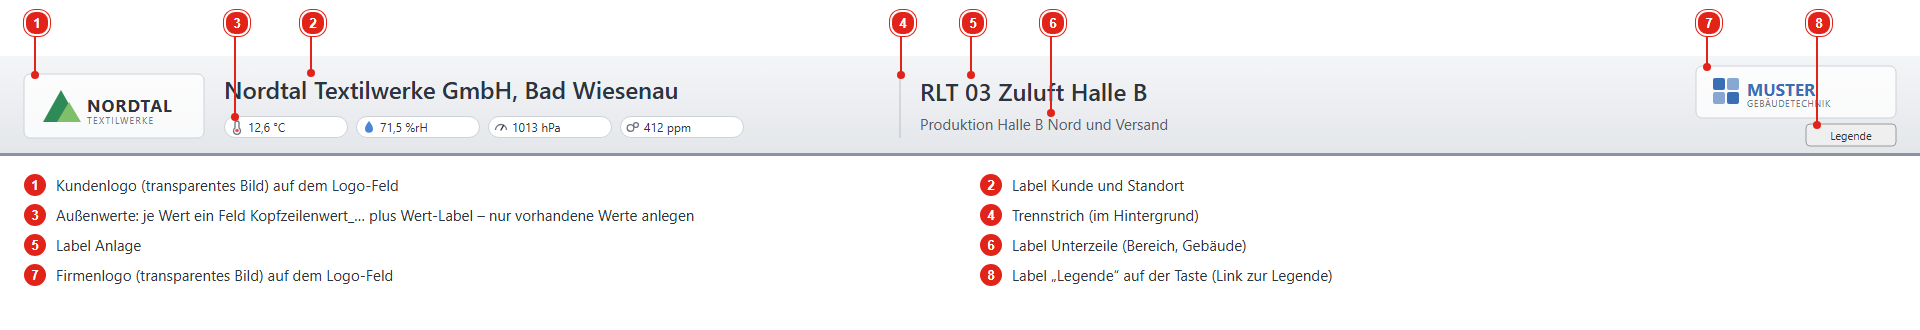 1 3 2 4 5 6 7 8
NORDTAL
TEXTILWERKE
Nordtal Textilwerke GmbH, Bad Wiesenau
12,6 °C 71,5 %rH 1013 hPa 412 ppm
RLT 03 Zuluft Halle B
Produktion Halle B Nord und Versand
MUSTER
GEBÄUDETECHNIK
Legende
1 Kundenlogo (transparentes Bild) auf dem Logo-Feld
2 Label Kunde und Standort
3 Außenwerte: je Wert ein Feld Kopfzeilenwert_... plus Wert-Label – nur vorhandene Werte anlegen
4 Trennstrich (im Hintergrund)
5 Label Anlage
6 Label Unterzeile (Bereich, Gebäude)
7 Firmenlogo (transparentes Bild) auf dem Logo-Feld
8 Label „Legende“ auf der Taste (Link zur Legende)